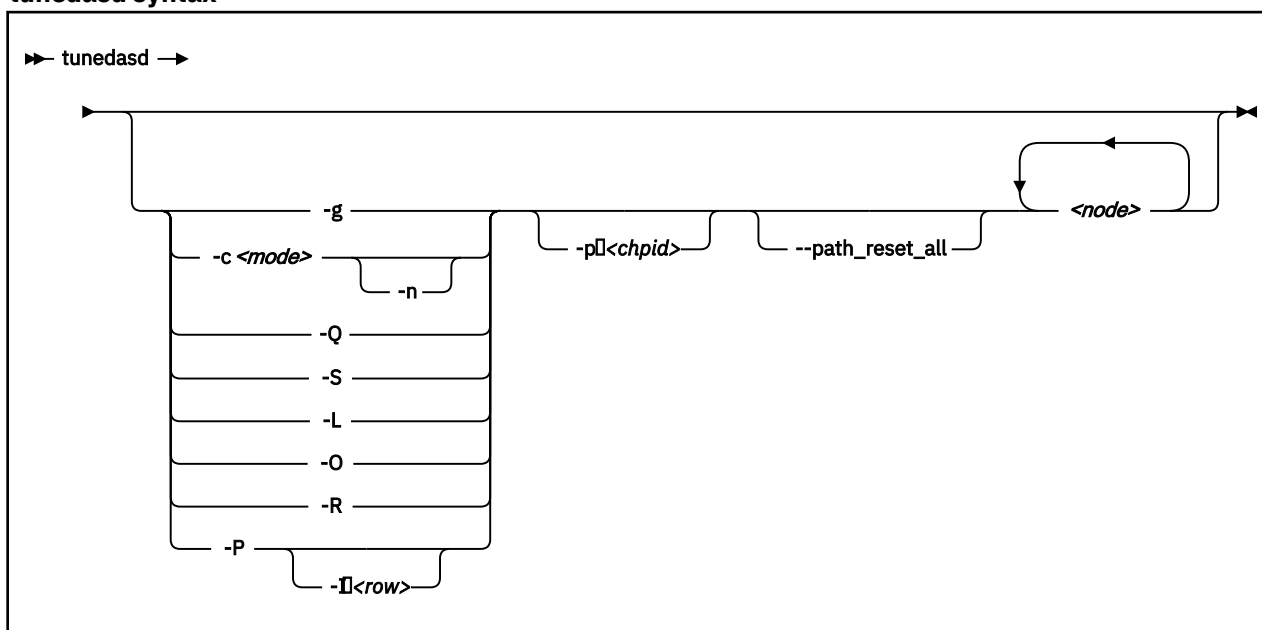 tunedasd syntax
tunedasd
-g
<node>
-c <mode>
-p <chpid>
--path_reset_all
-n
-Q
-S
-L
-O
-R
-P
-I <row>